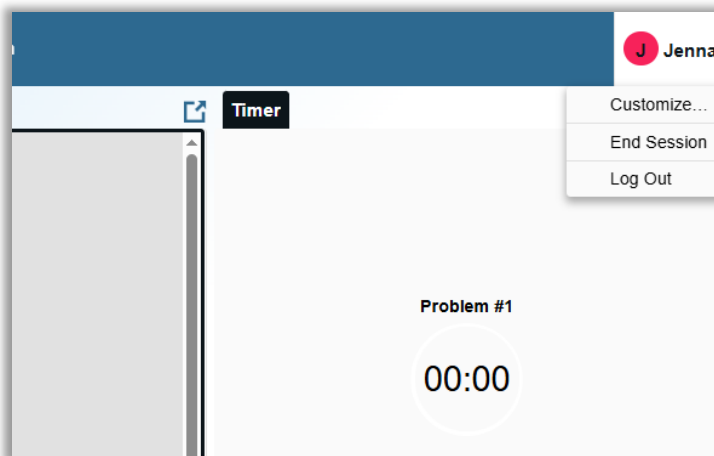 J Jenna
Timer
Customize...
End Session
Log Out
Problem #1
00:00